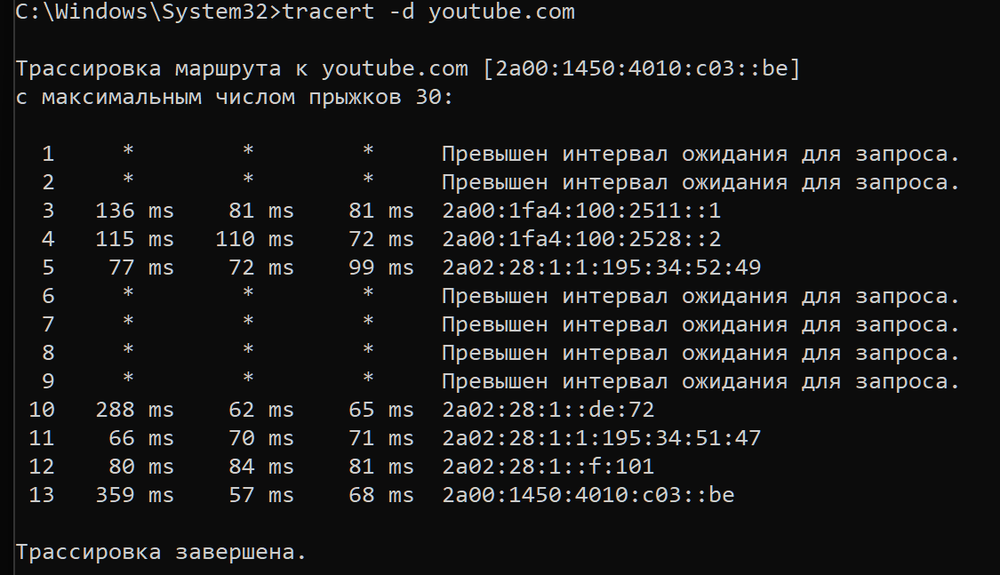 C:\Windows\System32>tracert -d youtube.com
Трассировка маршрута к youtube.com [2a00:1450:4010:c03::be]
с максимальным числом прыжков 30:
1 * * * Превышен интервал ожидания для запроса.
2 * * * Превышен интервал ожидания для запроса.
3 136 ms 81 ms 81 ms 2a00:1fa4:100:2511::1
4 115 ms 110 ms 72 ms 2a00:1fa4:100:2528::2
5 77 ms 72 ms 99 ms 2a02:28:1:1:195:34:52:49
6 * * * Превышен интервал ожидания для запроса.
7 * * * Превышен интервал ожидания для запроса.
8 * * * Превышен интервал ожидания для запроса.
9 * * * Превышен интервал ожидания для запроса.
10 288 ms 62 ms 65 ms 2a02:28:1::de:72
11 66 ms 70 ms 71 ms 2a02:28:1:1:195:34:51:47
12 80 ms 84 ms 81 ms 2a02:28:1::f:101
13 359 ms 57 ms 68 ms 2a00:1450:4010:c03::be
Трассировка завершена.